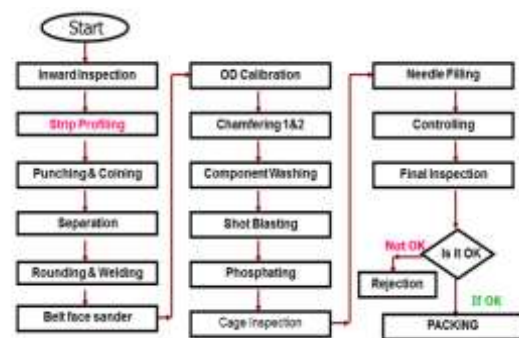 Start
Inward Inspection
Strip Profiling
Punching & Coining
Separation
Rounding & Welding
Belt face sander
OD Calibration
Chamfering 1&2
Component Washing
Shot Blasting
Phosphating
Cage Inspection
Needle Filling
Controlling
Final Inspection
Is It OK
Not OK
Rejection
If OK
PACKING